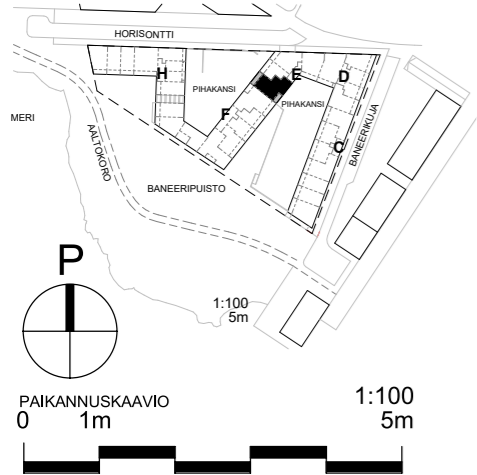 HORISONTTI
H
E
D
PIHAKANSI
PIHAKANSI
F
MERI
AALTOKORO
C
BANEERIKUJA
BANEERIPUISTO
P
1:100
5m
PAIKANNUSKAAVIO
1:100
0 1m 5m